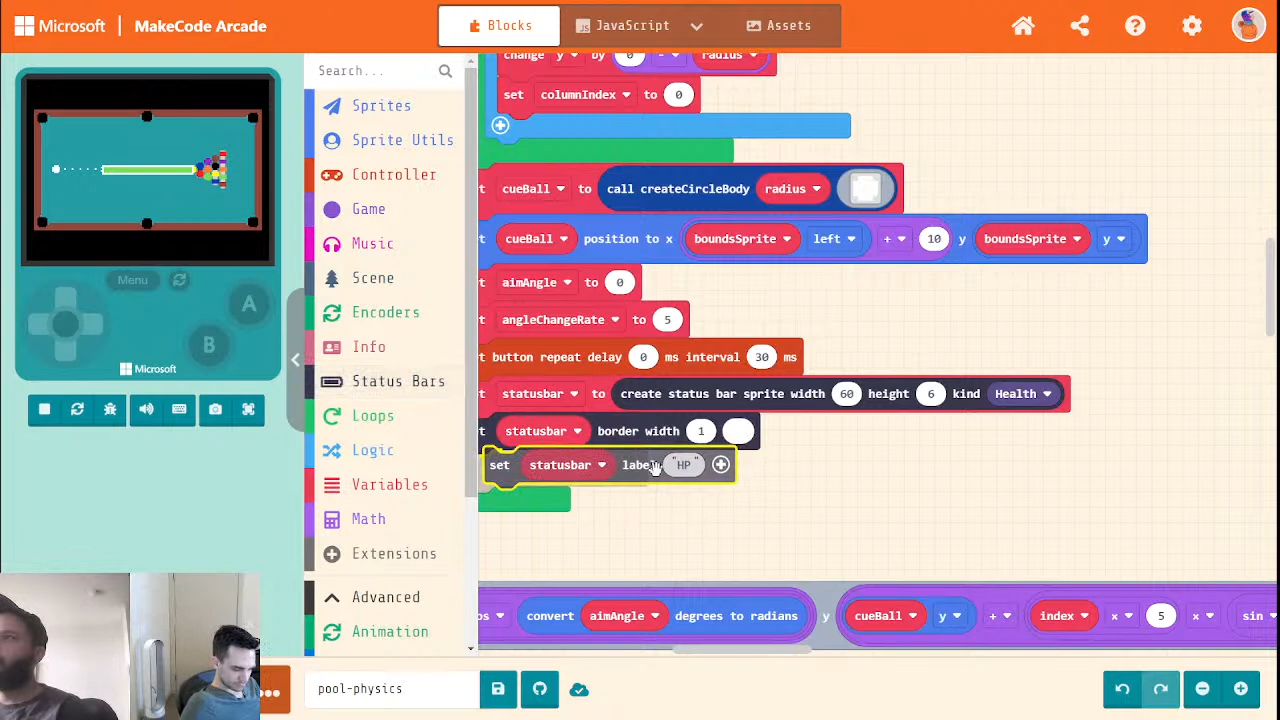 Microsoft MakeCode Arcade Blocks JavaScript Assets
Search...
Sprites
Sprite Utils
Controller
Game
Music
Scene
Encoders
Info
Status Bars
Loops
Logic
Variables
Math
Extensions
Advanced
Animation
Menu
A
B
Microsoft
change y by 0 - radius
set columnIndex to 0
cueBall to call createCircleBody radius
cueBall position to x boundsSprite left + 10 y boundsSprite y
aimAngle to 0
angleChangeRate to 5
button repeat delay 0 ms interval 30 ms
statusbar to create status bar sprite width 60 height 6 kind Health
statusbar border width 1
set statusbar label "HP"
convert aimAngle degrees to radians y cueBall y + index x 5 x sin
pool-physics